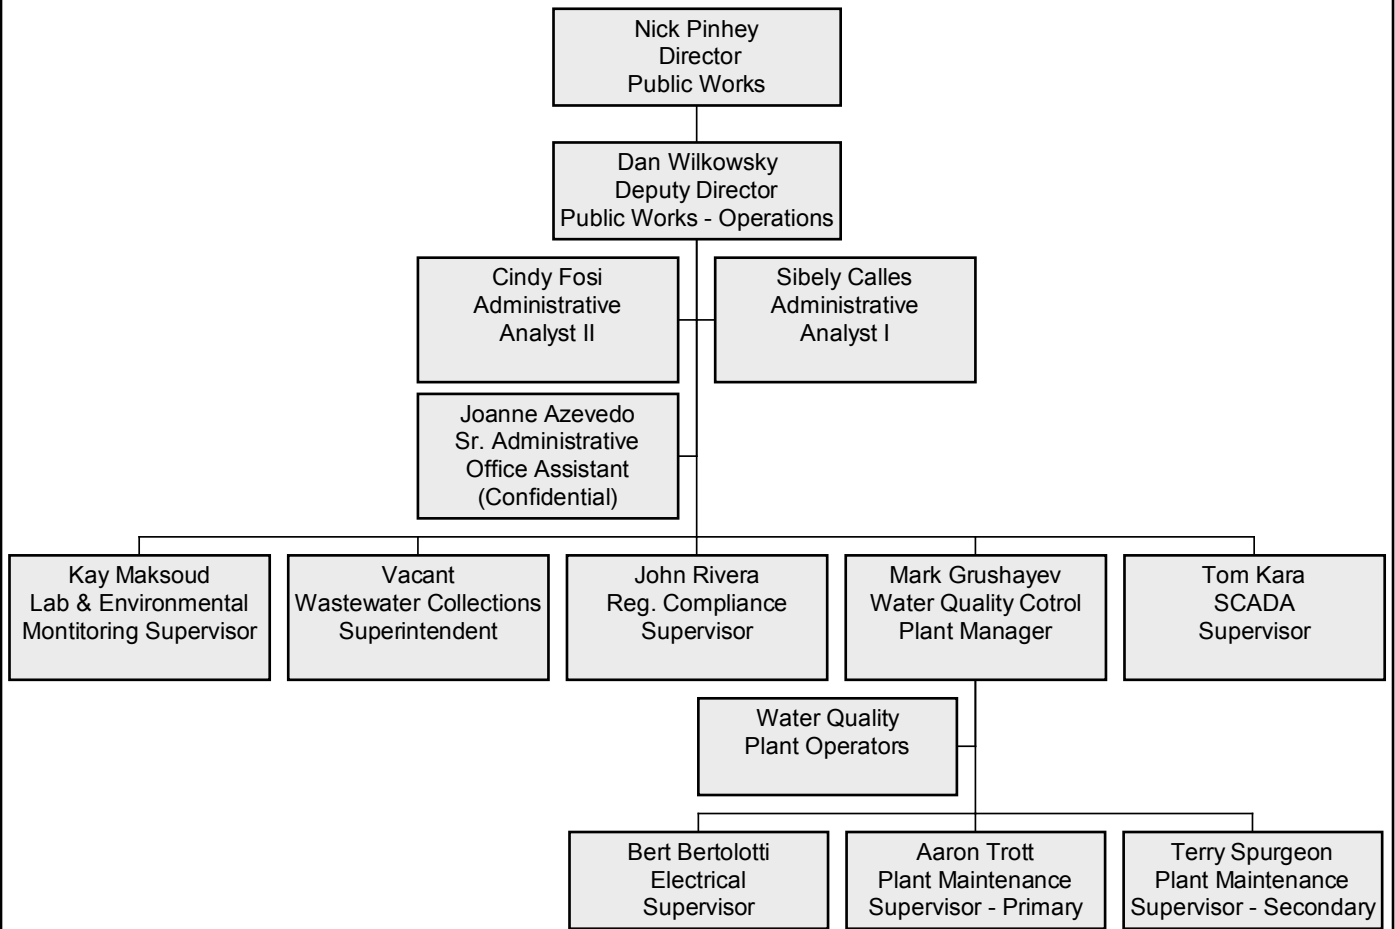 Nick Pinhey
Director
Public Works
Dan Wilkowsky
Deputy Director
Public Works - Operations
Cindy Fosi
Administrative
Analyst II
Sibely Calles
Administrative
Analyst I
Joanne Azevedo
Sr. Administrative
Office Assistant
(Confidential)
Kay Maksoud
Lab & Environmental
Montitoring Supervisor
Vacant
Wastewater Collections
Superintendent
John Rivera
Reg. Compliance
Supervisor
Mark Grushayev
Water Quality Cotrol
Plant Manager
Tom Kara
SCADA
Supervisor
Water Quality
Plant Operators
Bert Bertolotti
Electrical
Supervisor
Aaron Trott
Plant Maintenance
Supervisor - Primary
Terry Spurgeon
Plant Maintenance
Supervisor - Secondary